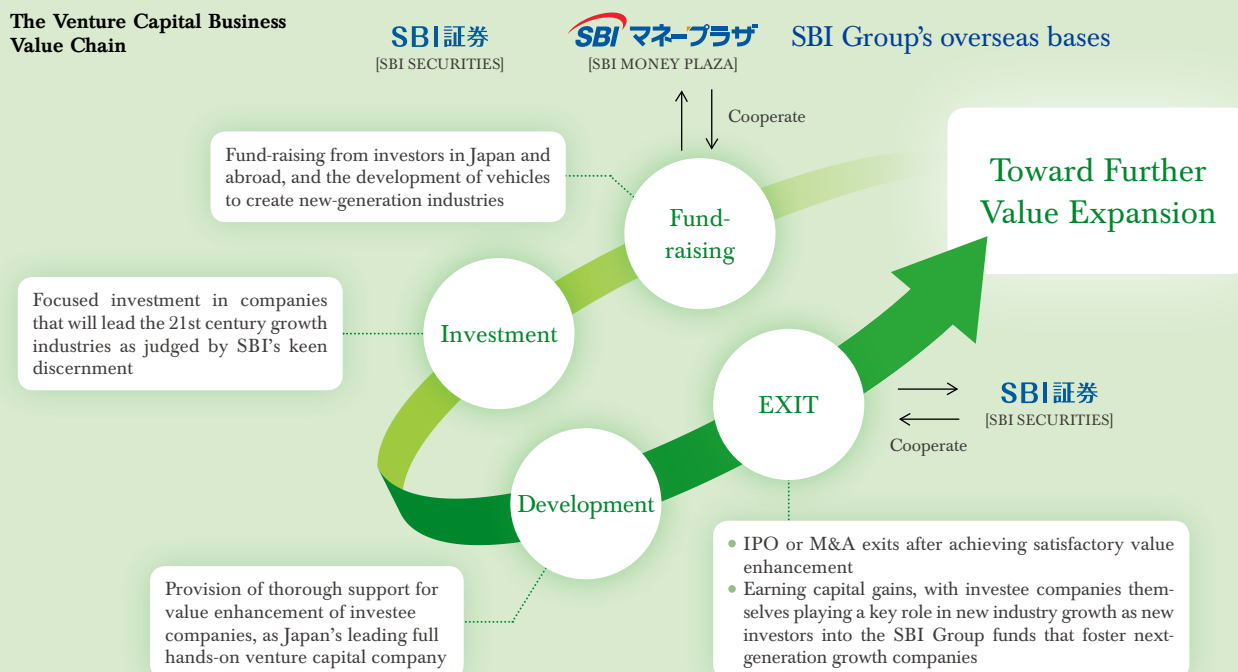 The Venture Capital Business
Value Chain
SBI証券
[SBI SECURITIES]
SBI マネープラザ
[SBI MONEY PLAZA]
SBI Group's overseas bases
Cooperate
Fund-raising from investors in Japan and
abroad, and the development of vehicles
to create new-generation industries
Fund-
raising
Toward Further
Value Expansion
Focused investment in companies
that will lead the 21st century growth
industries as judged by SBI's keen
discernment
Investment
EXIT
SBI証券
[SBI SECURITIES]
Cooperate
Development
Provision of thorough support for
value enhancement of investee
companies, as Japan's leading full
hands-on venture capital company
• IPO or M&A exits after achieving satisfactory value
enhancement
• Earning capital gains, with investee companies them-
selves playing a key role in new industry growth as new
investors into the SBI Group funds that foster next-
generation growth companies